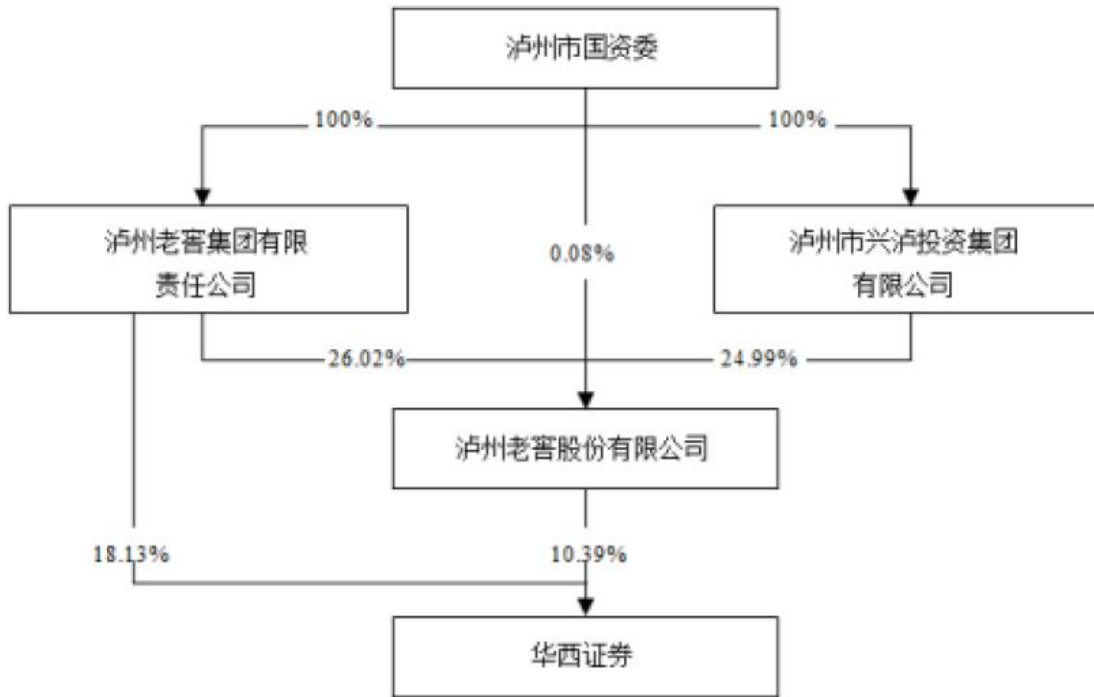 泸州市国资委
100%
100%
泸州老窖集团有限
责任公司
0.08%
泸州市兴泸投资集团
有限公司
26.02%
24.99%
泸州老窖股份有限公司
18.13%
10.39%
华西证券